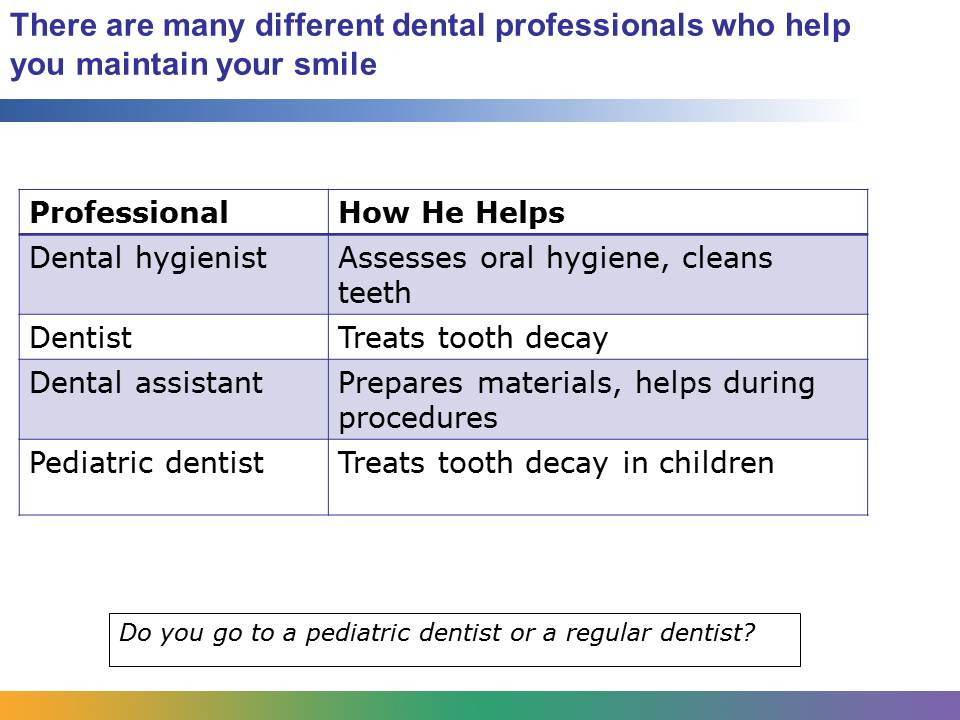 There are many different dental professionals who help
you maintain your smile
Professional
How He Helps
Dental hygienist
Assesses oral hygiene, cleans
teeth
Dentist
Treats tooth decay
Dental assistant
Prepares materials, helps during
procedures
Pediatric dentist
Treats tooth decay in children
Do you go to a pediatric dentist or a regular dentist?